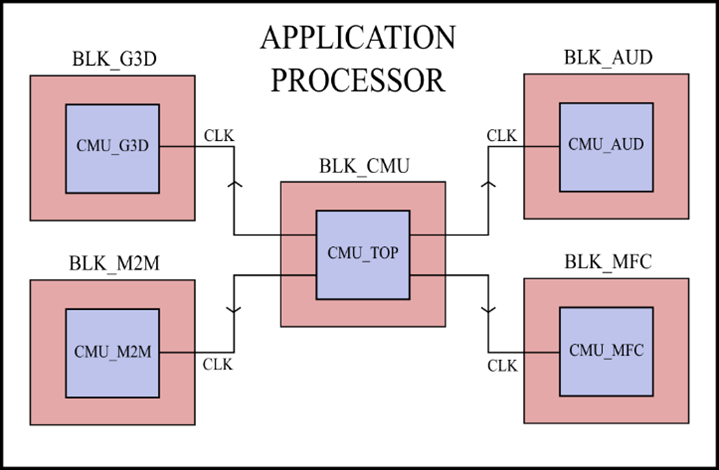 APPLICATION
PROCESSOR
BLK_G3D
CMU_G3D
CLK
BLK_AUD
CMU_AUD
CLK
BLK_CMU
CMU_TOP
BLK_M2M
CMU_M2M
CLK
BLK_MFC
CMU_MFC
CLK